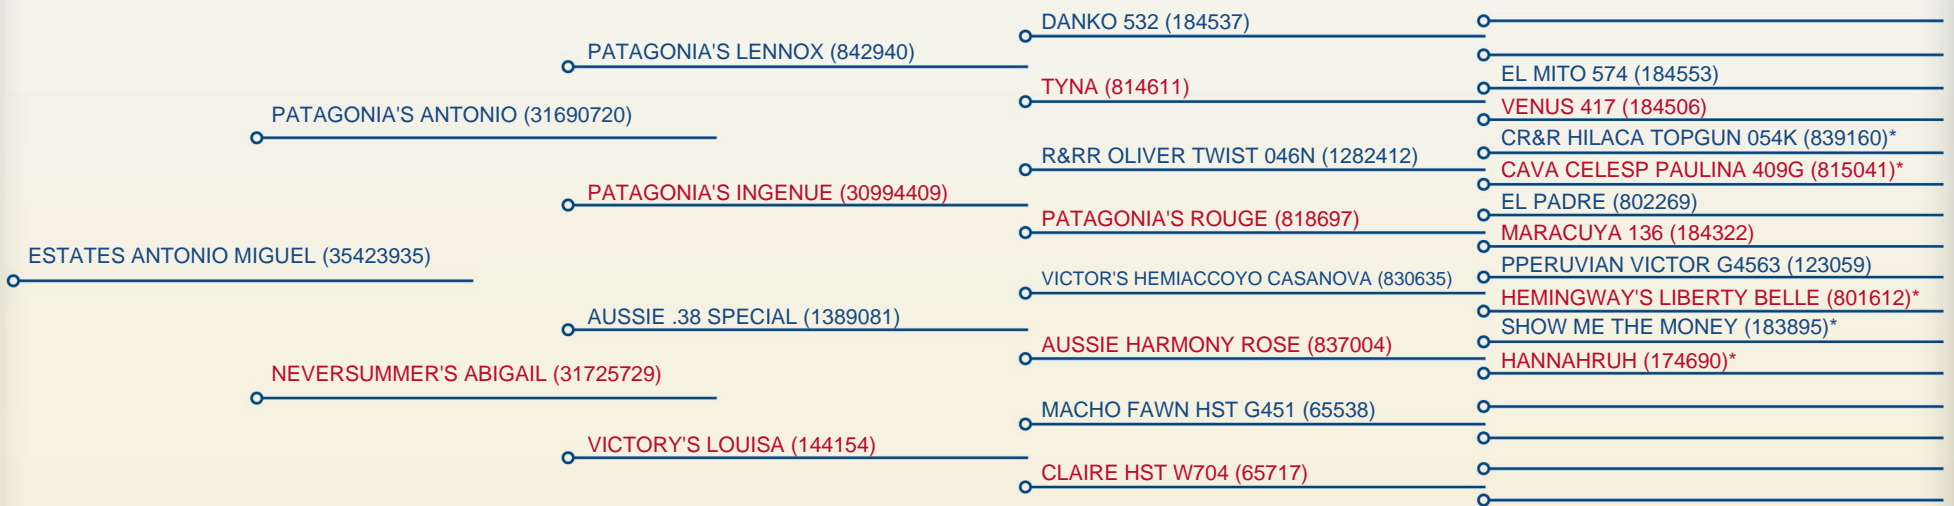 DANKO 532 (184537)
PATAGONIA'S LENNOX (842940)
EL MITO 574 (184553)
TYNA (814611)
VENUS 417 (184506)
PATAGONIA'S ANTONIO (31690720)
CR&R HILACA TOPGUN 054K (839160)*
R&RR OLIVER TWIST 046N (1282412)
CAVA CELESP PAULINA 409G (815041)*
PATAGONIA'S INGENUE (30994409)
EL PADRE (802269)
PATAGONIA'S ROUGE (818697)
MARACUYA 136 (184322)
ESTATES ANTONIO MIGUEL (35423935)
PPERUVIAN VICTOR G4563 (123059)
VICTOR'S HEMIACCOYO CASANOVA (830635)
HEMINGWAY'S LIBERTY BELLE (801612)*
AUSSIE .38 SPECIAL (1389081)
SHOW ME THE MONEY (183895)*
AUSSIE HARMONY ROSE (837004)
HANNAHRUH (174690)*
NEVERSUMMER'S ABIGAIL (31725729)
MACHO FAWN HST G451 (65538)
VICTORY'S LOUISA (144154)
CLAIRE HST W704 (65717)